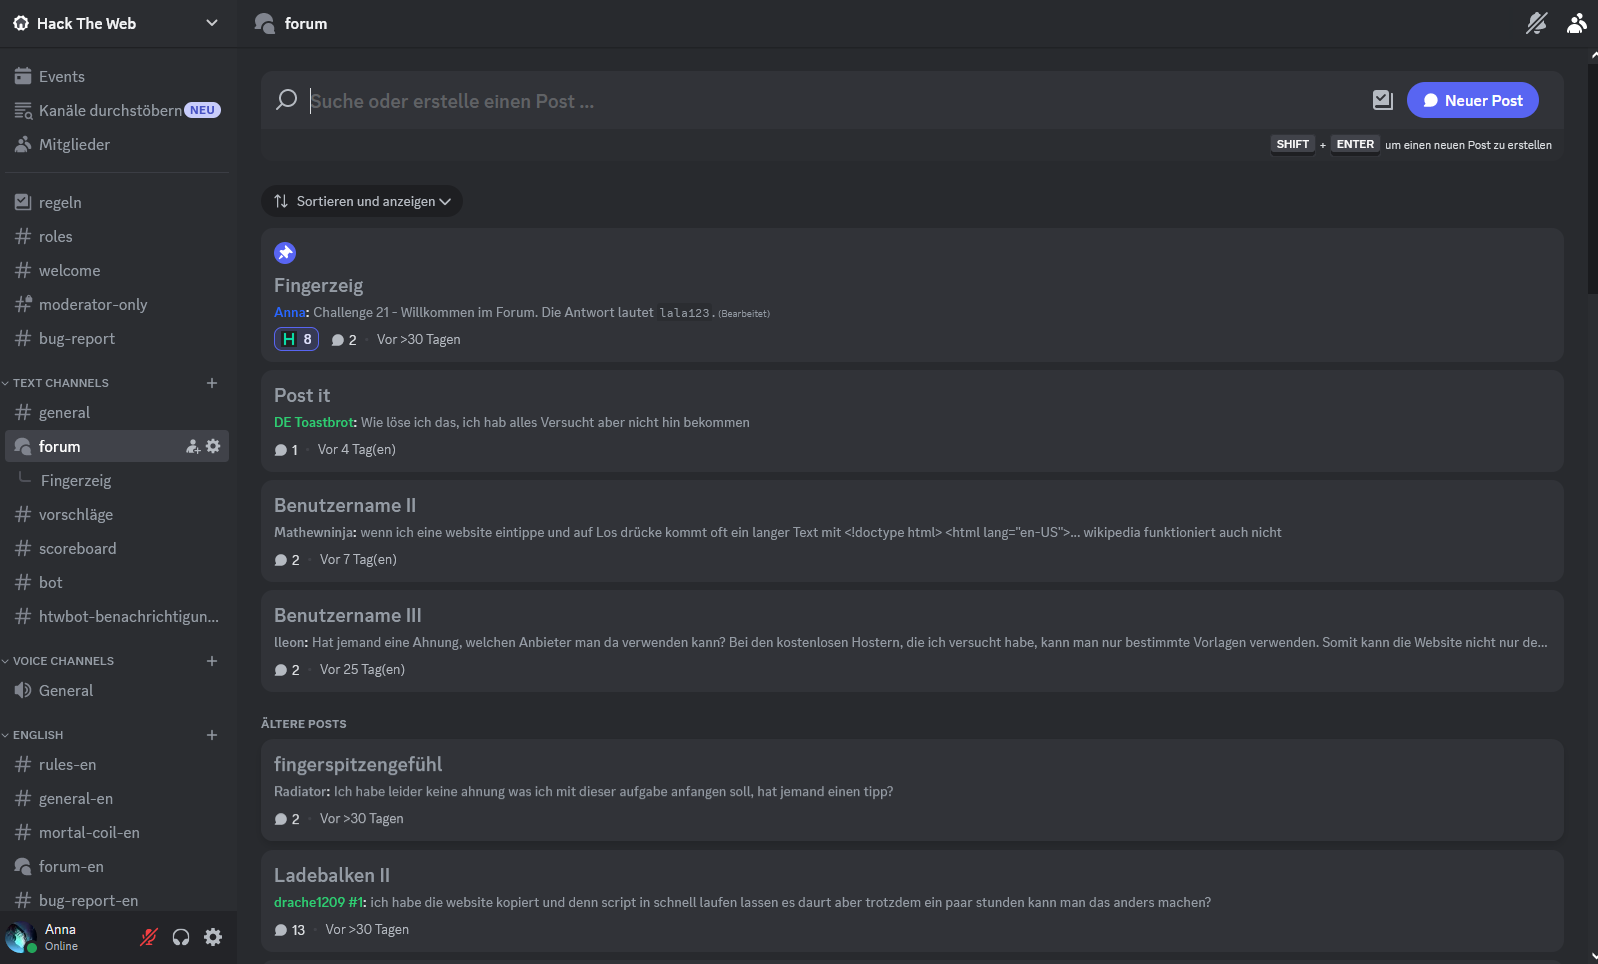 Hack The Web
forum
Events
Kanäle durchstöbern NEU
Mitglieder
regeln
roles
welcome
moderator-only
bug-report
TEXT CHANNELS
general
forum
Fingerzeig
vorschläge
scoreboard
bot
htwbot-benachrichtigun...
VOICE CHANNELS
General
ENGLISH
rules-en
general-en
mortal-coil-en
forum-en
bug-report-en
Anna
Online
Suche oder erstelle einen Post ...
Neuer Post
SHIFT + ENTER um einen neuen Post zu erstellen
Sortieren und anzeigen
Fingerzeig
Anna: Challenge 21 - Willkommen im Forum. Die Antwort lautet lala123. (Bearbeitet)
H 8 2 · Vor >30 Tagen
Post it
DE Toastbrot: Wie löse ich das, ich hab alles Versucht aber nicht hin bekommen
1 · Vor 4 Tag(en)
Benutzername II
Mathewninja: wenn ich eine website eintippe und auf Los drücke kommt oft ein langer Text mit <!doctype html> <html lang="en-US">... wikipedia funktioniert auch nicht
2 · Vor 7 Tag(en)
Benutzername III
lleon: Hat jemand eine Ahnung, welchen Anbieter man da verwenden kann? Bei den kostenlosen Hostern, die ich versucht habe, kann man nur bestimmte Vorlagen verwenden. Somit kann die Website nicht nur de...
2 · Vor 25 Tag(en)
ÄLTERE POSTS
fingerspitzengefühl
Radiator: Ich habe leider keine ahnung was ich mit dieser aufgabe anfangen soll, hat jemand einen tipp?
2 · Vor >30 Tagen
Ladebalken II
drache1209 #1: ich habe die website kopiert und denn script in schnell laufen lassen es daurt aber trotzdem ein paar stunden kann man das anders machen?
13 · Vor >30 Tagen